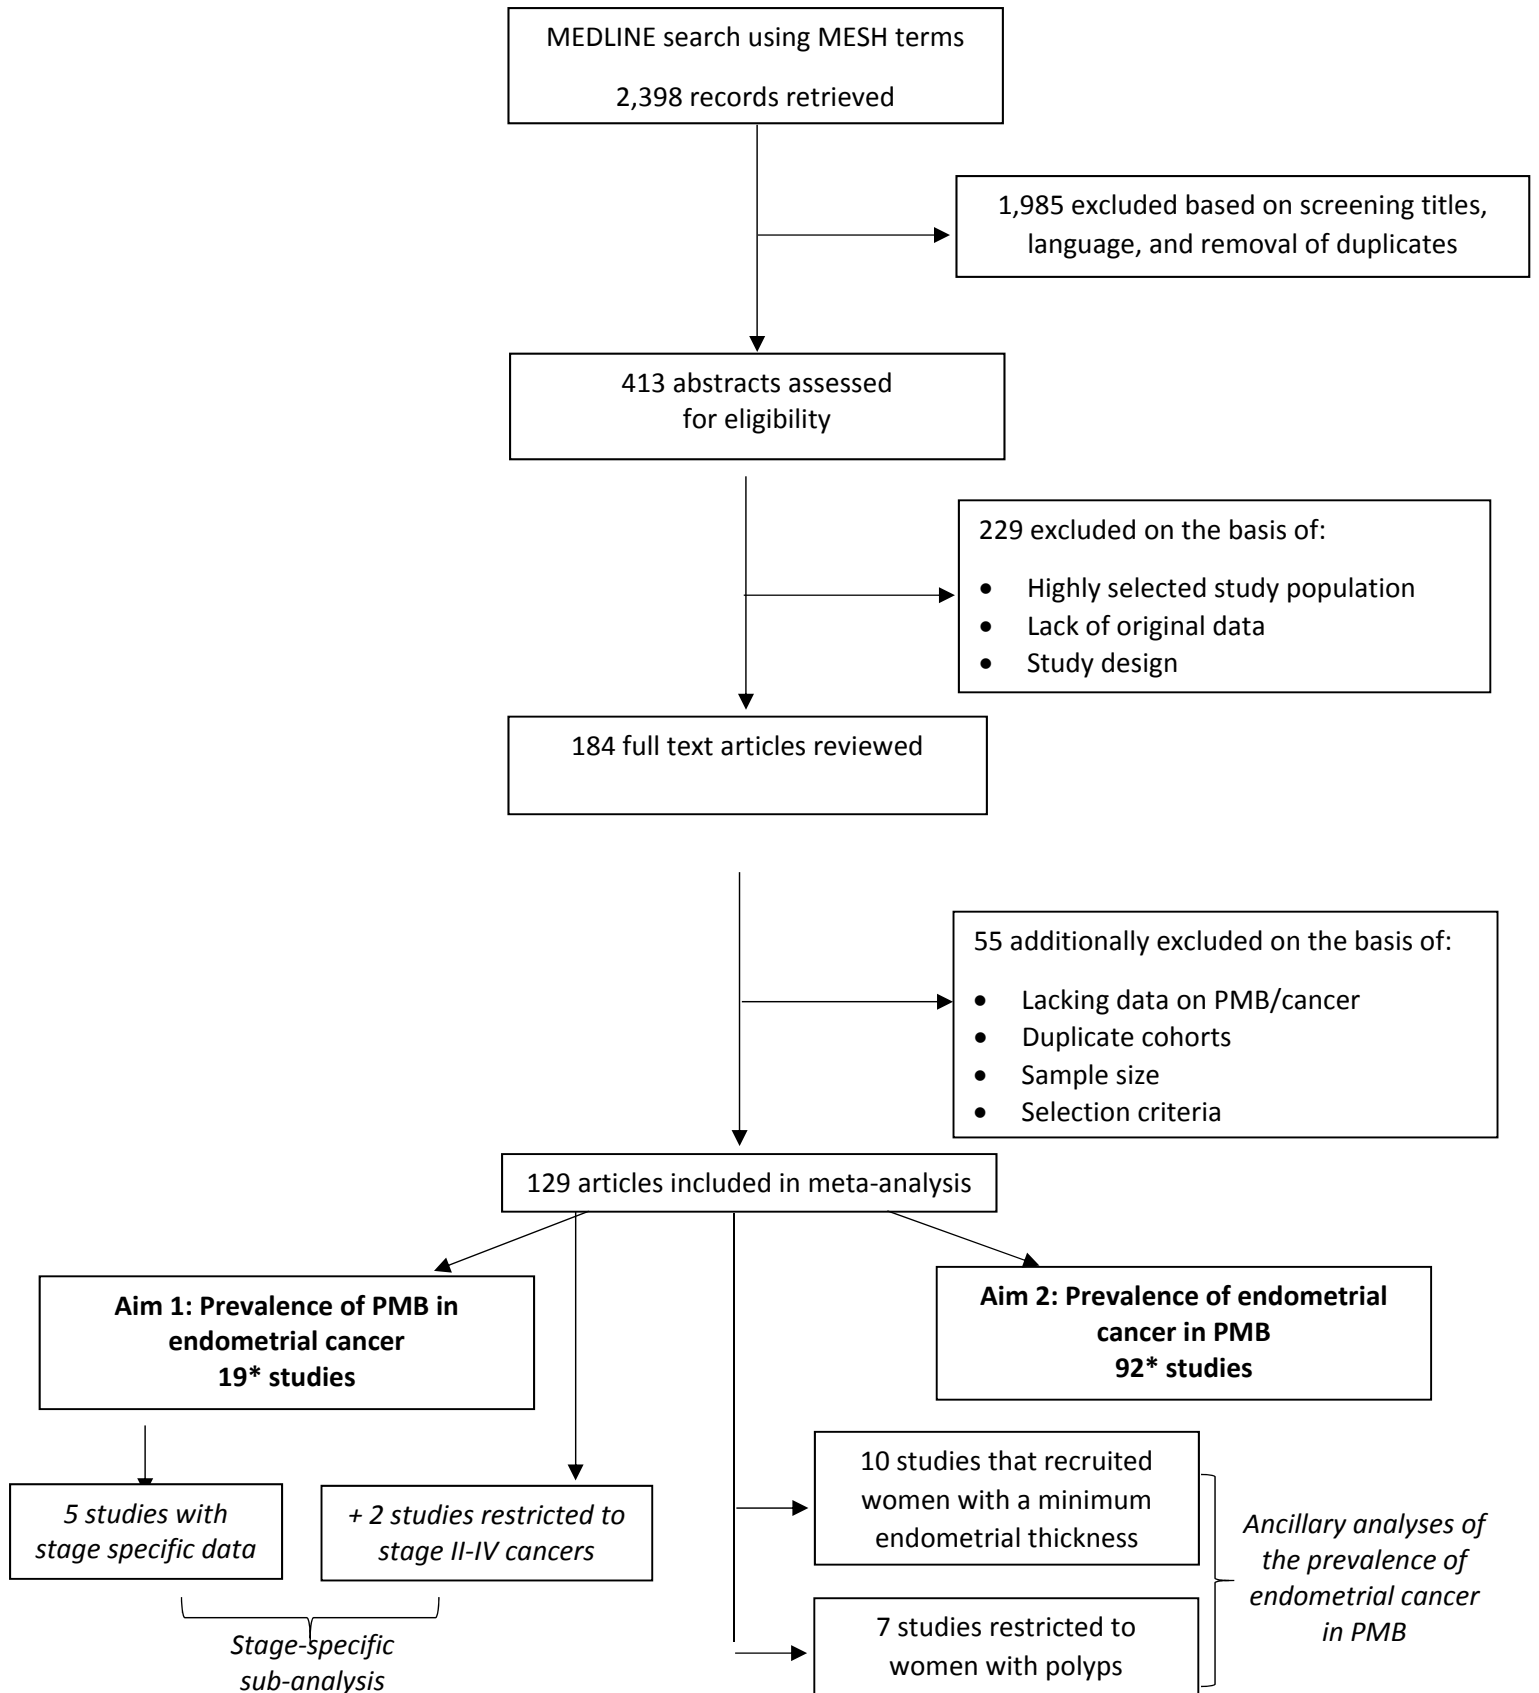 MEDLINE search using MESH terms
2,398 records retrieved
1,985 excluded based on screening titles,
language, and removal of duplicates
413 abstracts assessed
for eligibility
229 excluded on the basis of:
• Highly selected study population
• Lack of original data
• Study design
184 full text articles reviewed
55 additionally excluded on the basis of:
• Lacking data on PMB/cancer
• Duplicate cohorts
• Sample size
• Selection criteria
129 articles included in meta-analysis
Aim 1: Prevalence of PMB in
endometrial cancer
19* studies
Aim 2: Prevalence of endometrial
cancer in PMB
92* studies
5 studies with
stage specific data
+ 2 studies restricted to
stage II-IV cancers
Stage-specific
sub-analysis
10 studies that recruited
women with a minimum
endometrial thickness
7 studies restricted to
women with polyps
Ancillary analyses of
the prevalence of
endometrial cancer
in PMB